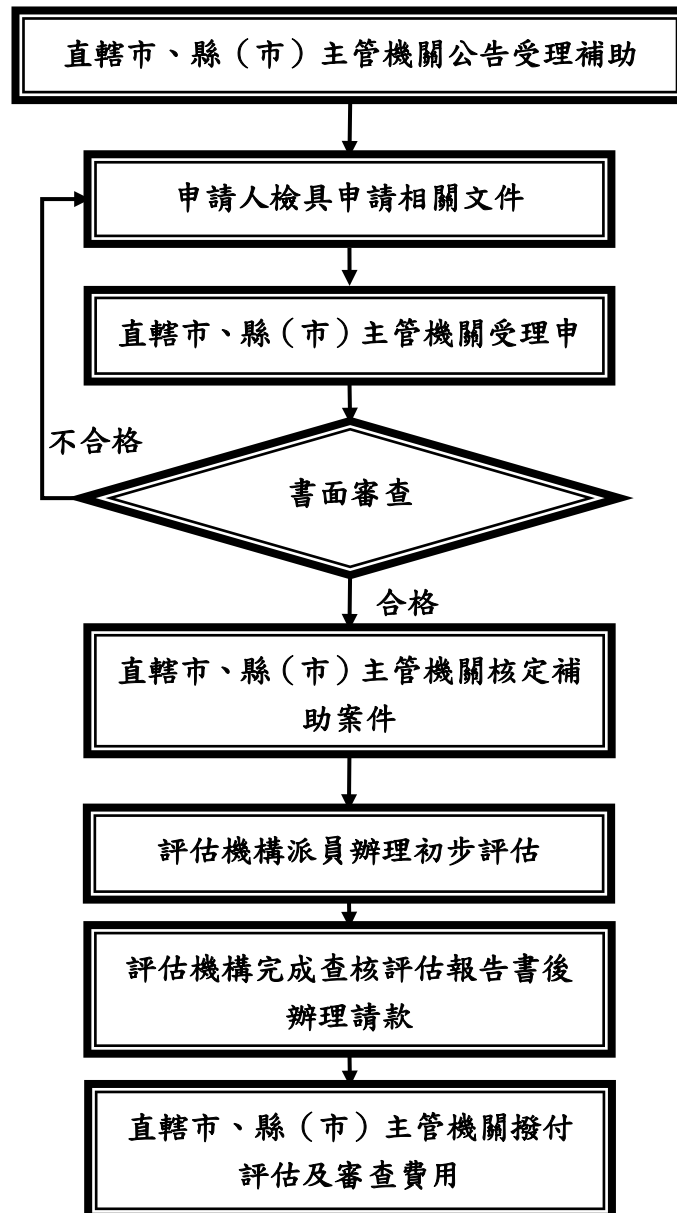 直轄市、縣（市）主管機關公告受理補助
申請人檢具申請相關文件
直轄市、縣（市）主管機關受理申
不合格
書面審查
合格
直轄市、縣（市）主管機關核定補
助案件
評估機構派員辦理初步評估
評估機構完成查核評估報告書後
辦理請款
直轄市、縣（市）主管機關撥付
評估及審查費用